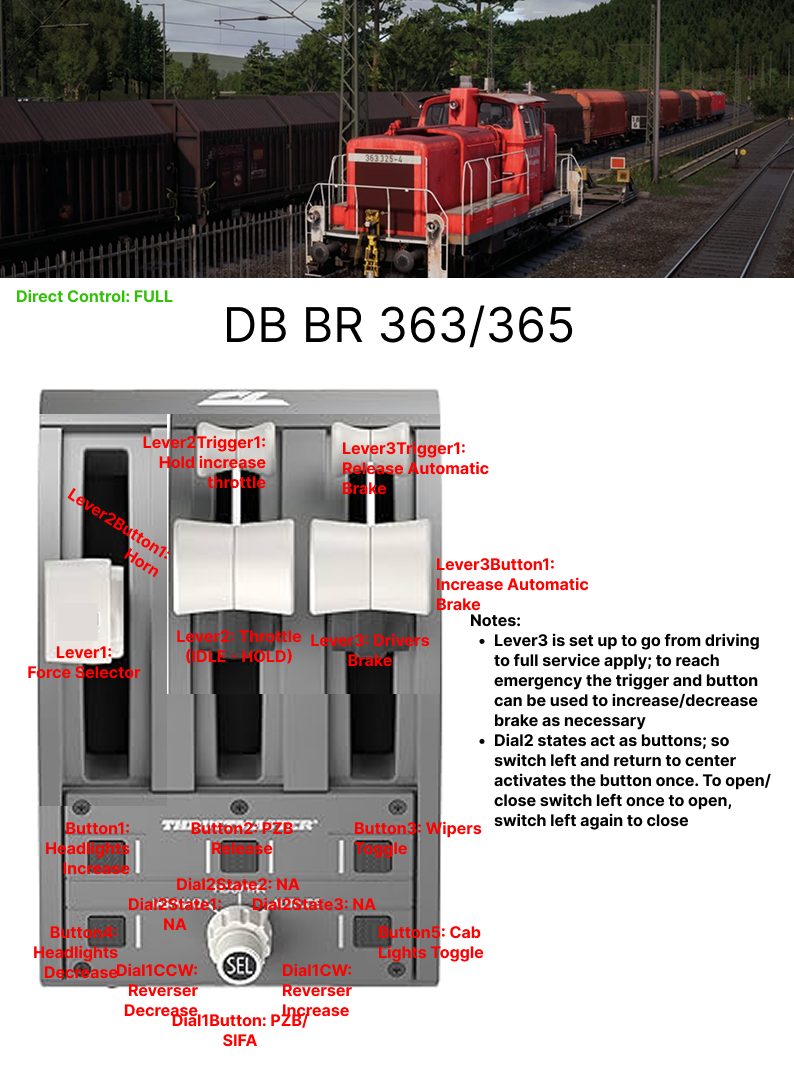 363 325-4
Direct Control: FULL
DB BR 363/365
Lever2Trigger1:
Hold increase
throttle
Lever3Trigger1:
Release Automatic
Brake
Lever2Button1:
Horn
Lever3Button1:
Increase Automatic
Brake
Lever1:
Force Selector
Lever2: Throttle
(IDLE - HOLD)
Lever3: Drivers
Brake
Notes:
• Lever3 is set up to go from driving
to full service apply; to reach
emergency the trigger and button
can be used to increase/decrease
brake as necessary
• Dial2 states act as buttons; so
switch left and return to center
activates the button once. To open/
close switch left once to open,
switch left again to close
THRUSTMASTER®
Button1:
Headlights
Increase
Button2: PZB
Release
Button3: Wipers
Toggle
Dial2State2: NA
Dial2State1:
NA
Dial2State3: NA
Button4:
Headlights
Decrease
Button5: Cab
Lights Toggle
SEL
Dial1CCW:
Reverser
Decrease
Dial1CW:
Reverser
Increase
Dial1Button: PZB/
SIFA